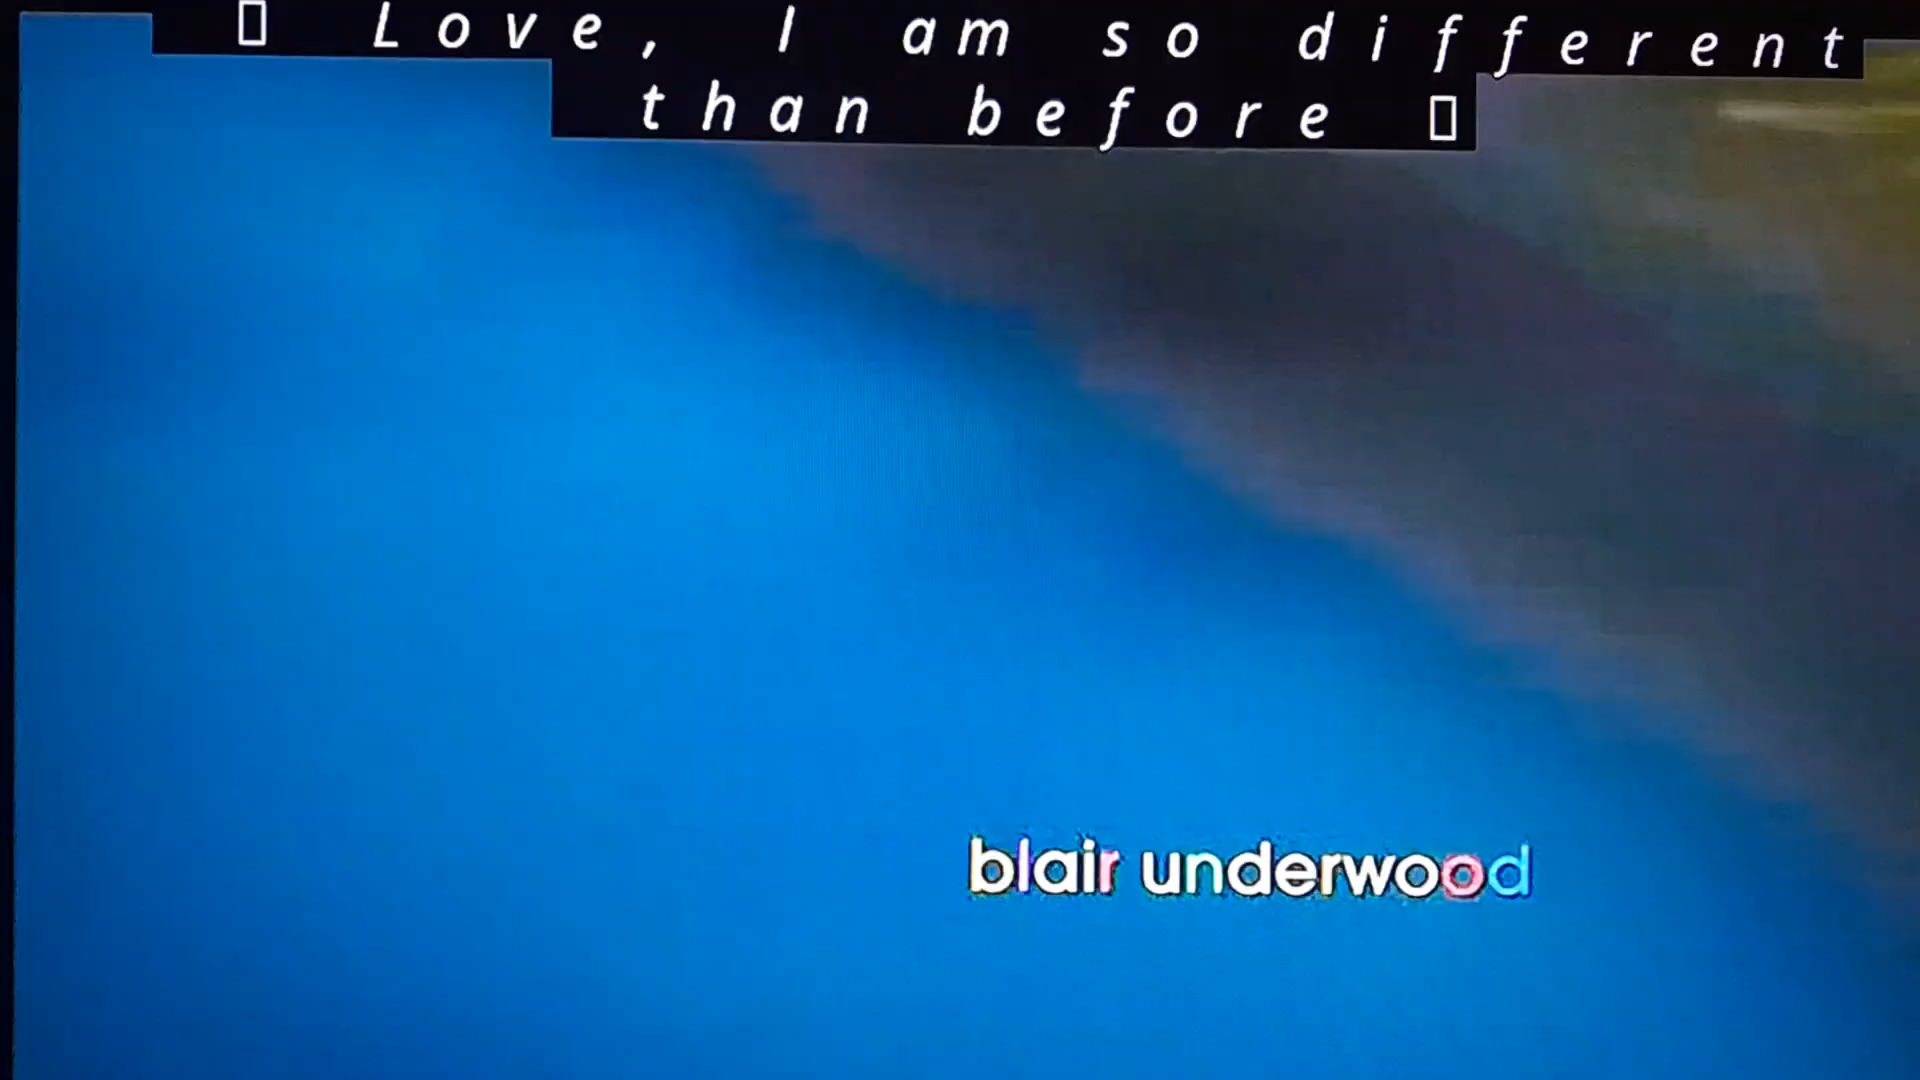 ▯ Love, I am so different
than before ▯
blair underwood